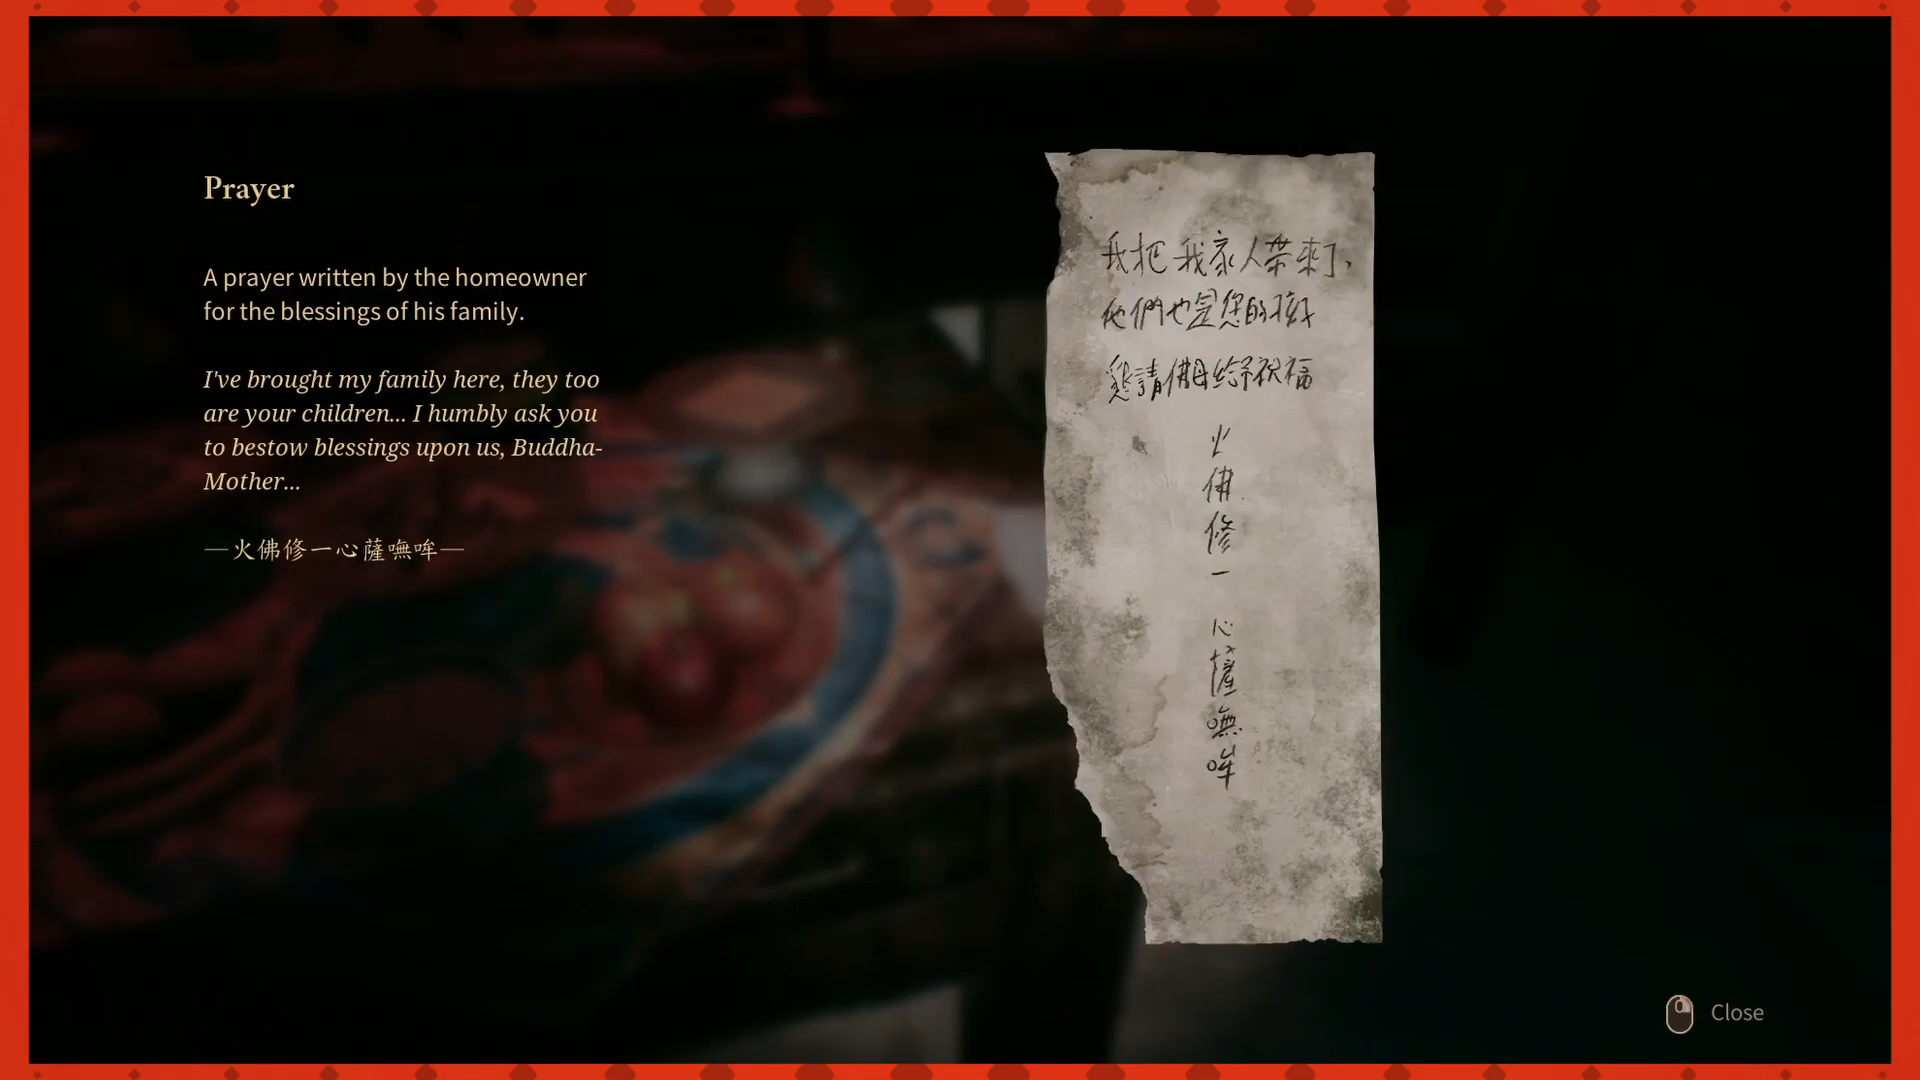 Prayer
A prayer written by the homeowner
for the blessings of his family.
I've brought my family here, they too
are your children... I humbly ask you
to bestow blessings upon us, Buddha-
Mother...
—火佛修一心薩嘸哞—
我把我家人帶來了、
他們也是您的孩子
懇請佛母給予祝福
火佛修一心薩嘸哞
Close